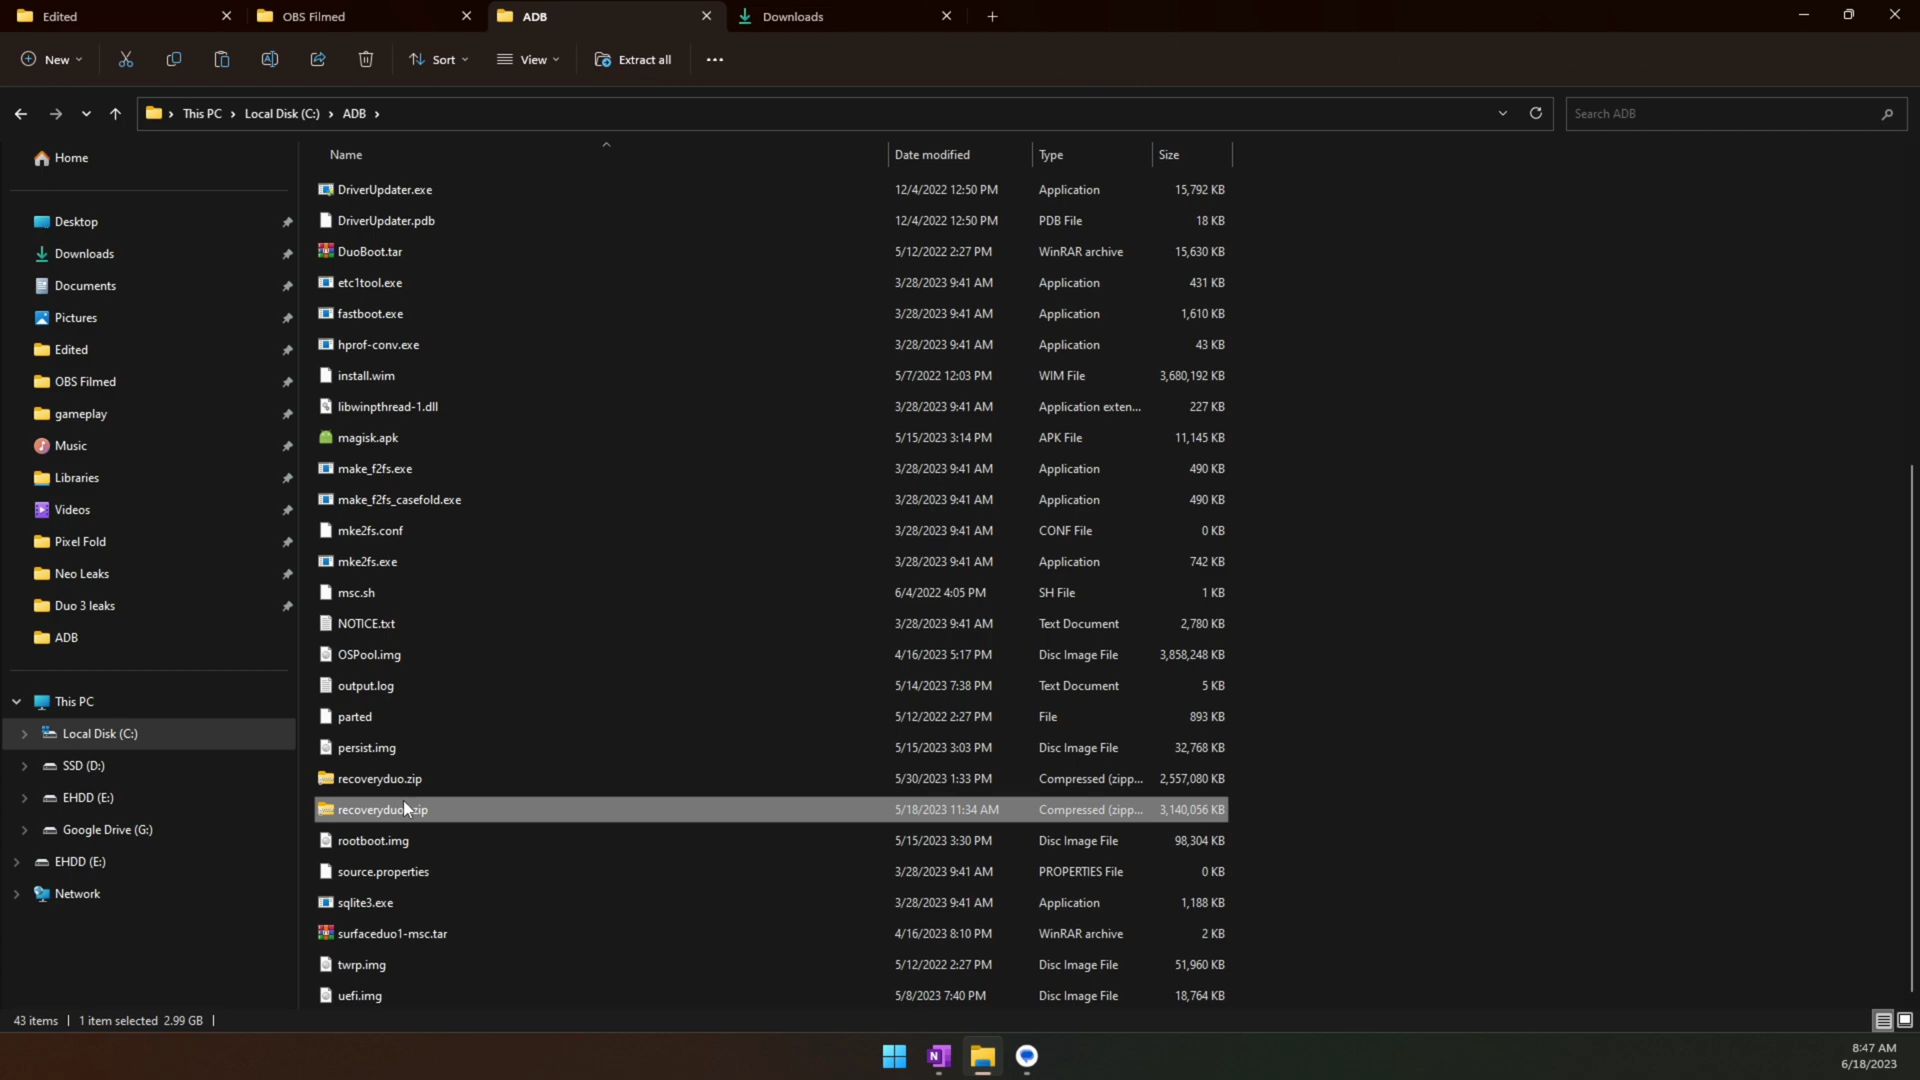 Edited
OBS Filmed
ADB
Downloads
New
Sort
View
Extract all
This PC > Local Disk (C:) > ADB >
Search ADB
Home
Desktop
Downloads
Documents
Pictures
Edited
OBS Filmed
gameplay
Music
Libraries
Videos
Pixel Fold
Neo Leaks
Duo 3 leaks
ADB
This PC
Local Disk (C:)
SSD (D:)
EHDD (E:)
Google Drive (G:)
EHDD (E:)
Network
Name Date modified Type Size
DriverUpdater.exe 12/4/2022 12:50 PM Application 15,792 KB
DriverUpdater.pdb 12/4/2022 12:50 PM PDB File 18 KB
DuoBoot.tar 5/12/2022 2:27 PM WinRAR archive 15,630 KB
etc1tool.exe 3/28/2023 9:41 AM Application 431 KB
fastboot.exe 3/28/2023 9:41 AM Application 1,610 KB
hprof-conv.exe 3/28/2023 9:41 AM Application 43 KB
install.wim 5/7/2022 12:03 PM WIM File 3,680,192 KB
libwinpthread-1.dll 3/28/2023 9:41 AM Application exten... 227 KB
magisk.apk 5/15/2023 3:14 PM APK File 11,145 KB
make_f2fs.exe 3/28/2023 9:41 AM Application 490 KB
make_f2fs_casefold.exe 3/28/2023 9:41 AM Application 490 KB
mke2fs.conf 3/28/2023 9:41 AM CONF File 0 KB
mke2fs.exe 3/28/2023 9:41 AM Application 742 KB
msc.sh 6/4/2022 4:05 PM SH File 1 KB
NOTICE.txt 3/28/2023 9:41 AM Text Document 2,780 KB
OSPool.img 4/16/2023 5:17 PM Disc Image File 3,858,248 KB
output.log 5/14/2023 7:38 PM Text Document 5 KB
parted 5/12/2022 2:27 PM File 893 KB
persist.img 5/15/2023 3:03 PM Disc Image File 32,768 KB
recoveryduo.zip 5/30/2023 1:33 PM Compressed (zipp... 2,557,080 KB
5/18/2023 11:34 AM Compressed (zipp... 3,140,056 KB
rootboot.img 5/15/2023 3:30 PM Disc Image File 98,304 KB
source.properties 3/28/2023 9:41 AM PROPERTIES File 0 KB
sqlite3.exe 3/28/2023 9:41 AM Application 1,188 KB
surfaceduo1-msc.tar 4/16/2023 8:10 PM WinRAR archive 2 KB
twrp.img 5/12/2022 2:27 PM Disc Image File 51,960 KB
uefi.img 5/8/2023 7:40 PM Disc Image File 18,764 KB
43 items | 1 item selected 2.99 GB |
8:47 AM
6/18/2023